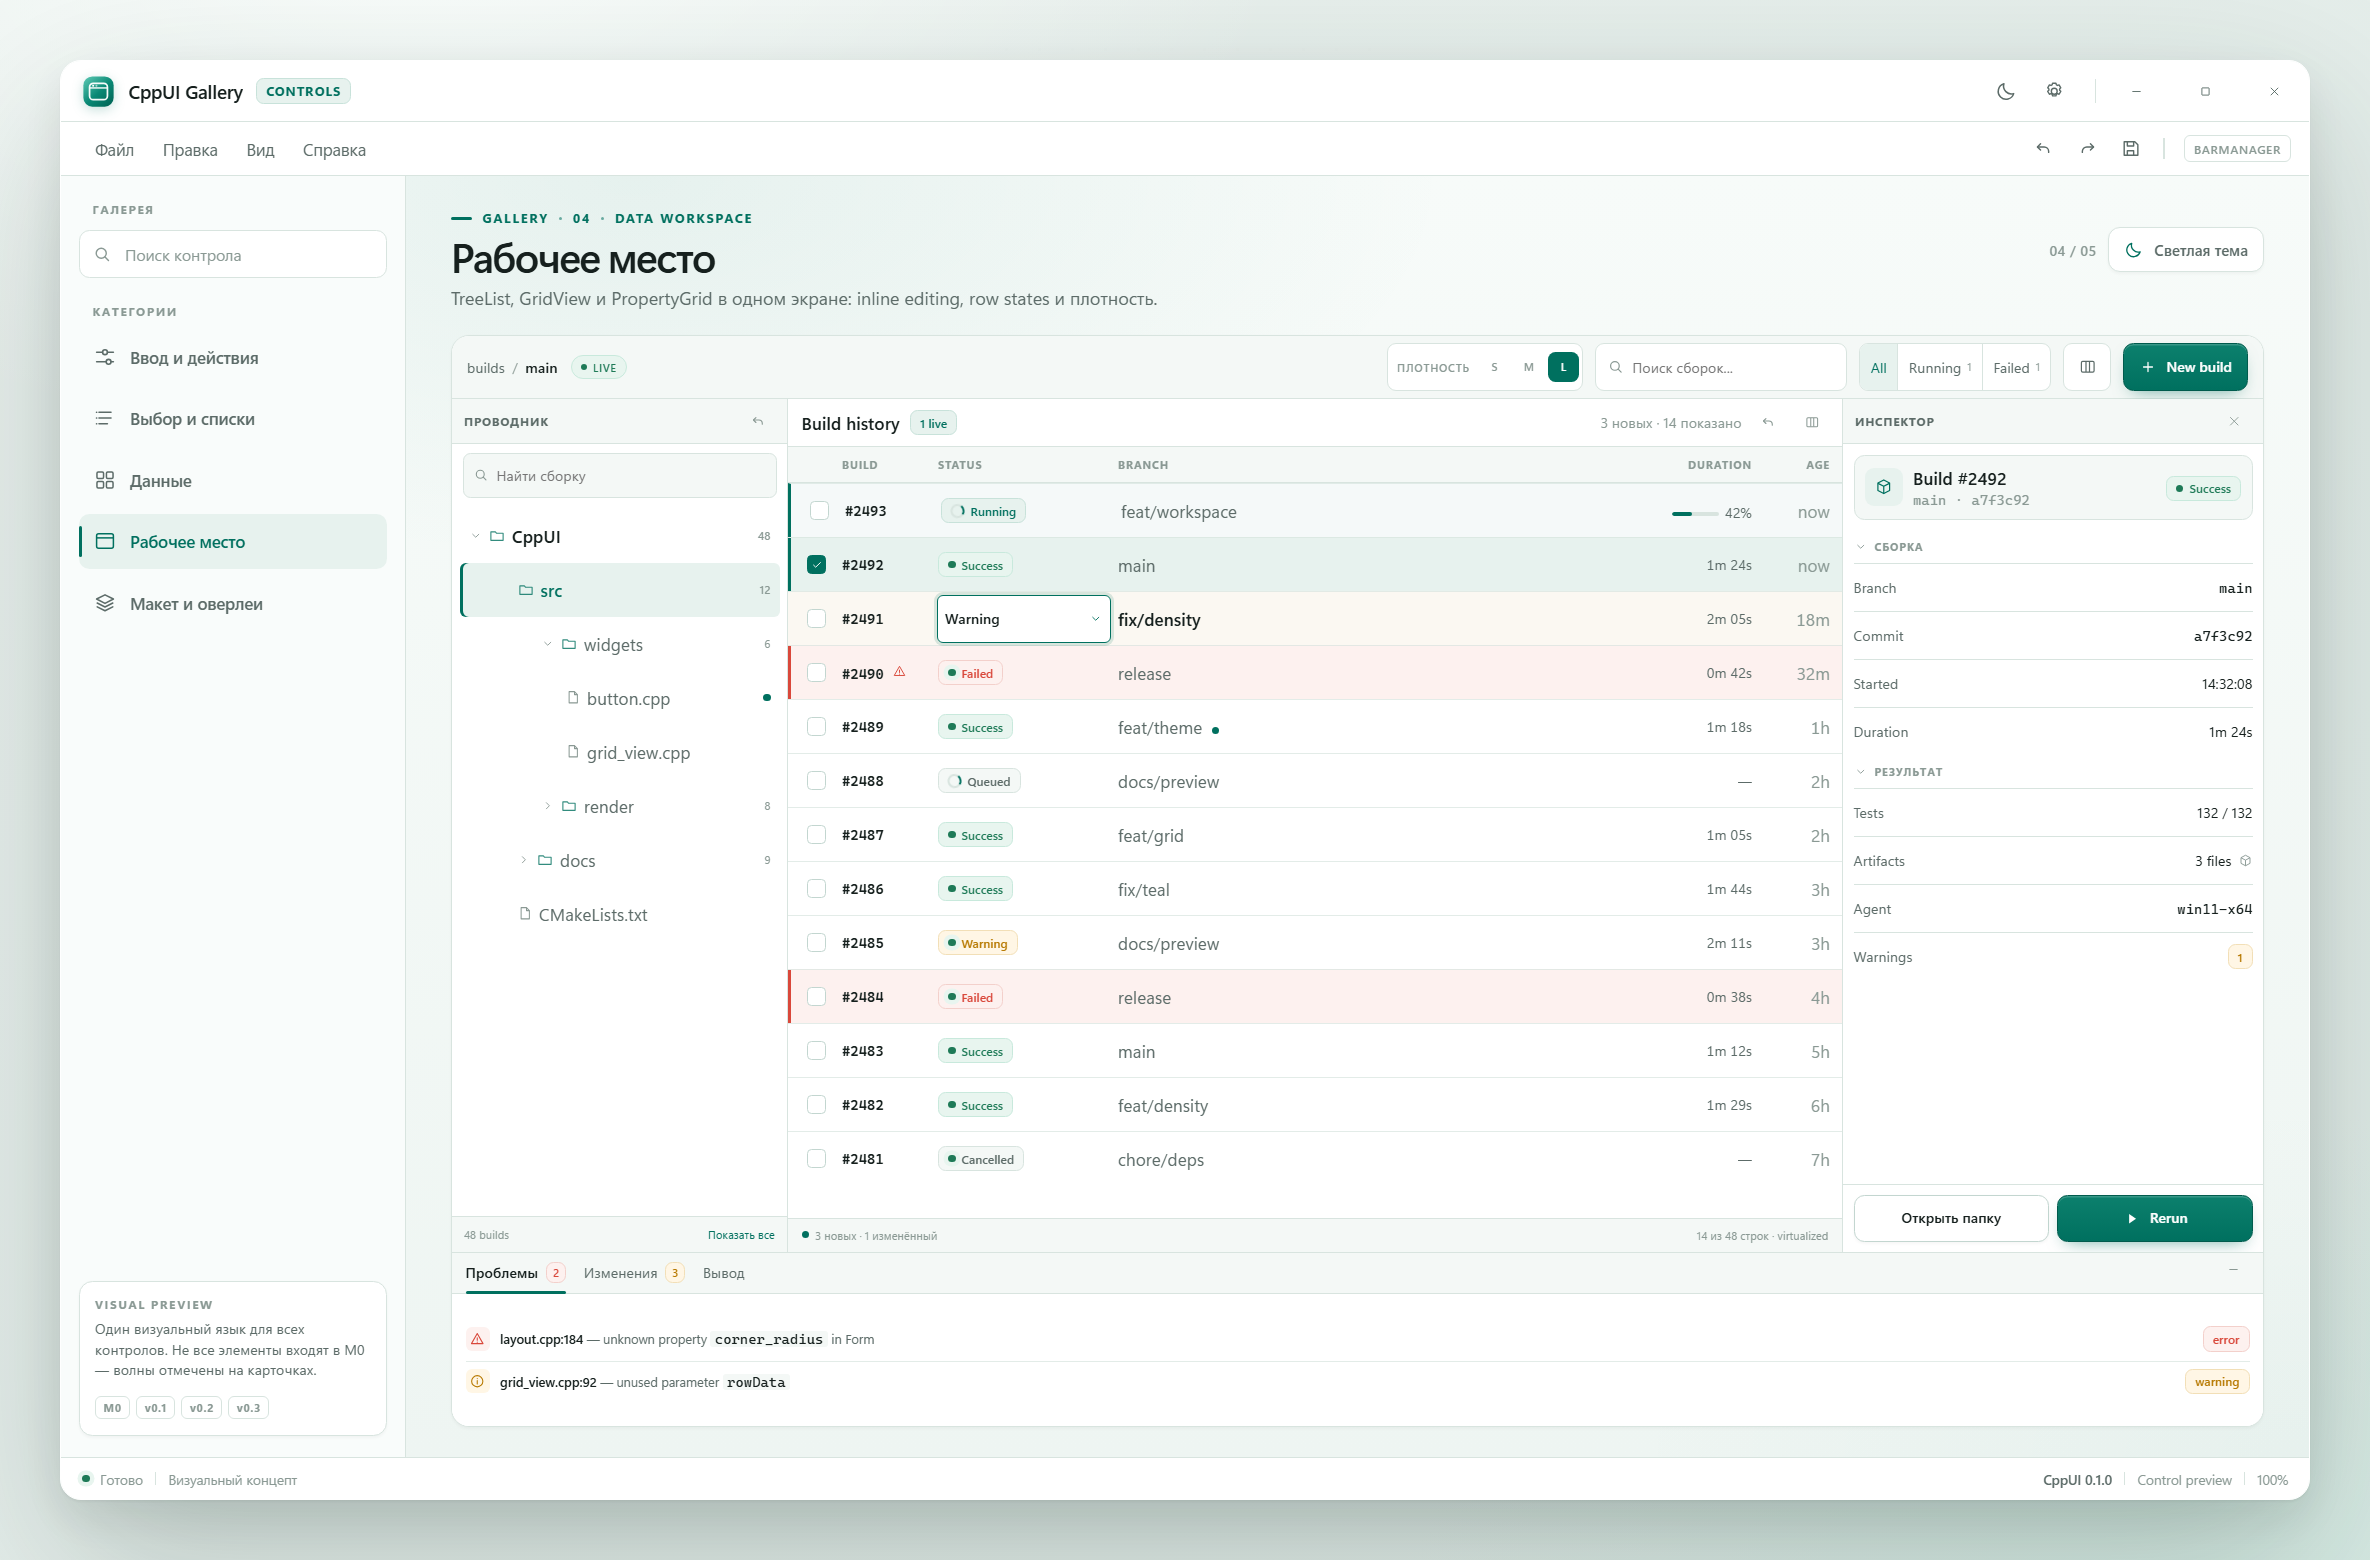 CppUI Gallery CONTROLS
Файл Правка Вид Справка BARMANAGER
ГАЛЕРЕЯ
Поиск контрола
КАТЕГОРИИ
Ввод и действия
Выбор и списки
Данные
Рабочее место
Макет и оверлеи
VISUAL PREVIEW
Один визуальный язык для всех
контролов. Не все элементы входят в M0
— волны отмечены на карточках.
M0 v0.1 v0.2 v0.3
GALLERY · 04 · DATA WORKSPACE
Рабочее место
TreeList, GridView и PropertyGrid в одном экране: inline editing, row states и плотность.
04 / 05 Светлая тема
builds / main LIVE
ПЛОТНОСТЬ S M L
Поиск сборок...
All Running 1 Failed 1
New build
ПРОВОДНИК
Найти сборку
CppUI 48
src 12
widgets 6
button.cpp
grid_view.cpp
render 8
docs 9
CMakeLists.txt
48 builds Показать все
Build history 1 live 3 новых · 14 показано
BUILD STATUS BRANCH DURATION AGE
#2493 Running feat/workspace 42% now
#2492 Success main 1m 24s now
#2491 Warning fix/density 2m 05s 18m
#2490 Failed release 0m 42s 32m
#2489 Success feat/theme 1m 18s 1h
#2488 Queued docs/preview — 2h
#2487 Success feat/grid 1m 05s 2h
#2486 Success fix/teal 1m 44s 3h
#2485 Warning docs/preview 2m 11s 3h
#2484 Failed release 0m 38s 4h
#2483 Success main 1m 12s 5h
#2482 Success feat/density 1m 29s 6h
#2481 Cancelled chore/deps — 7h
3 новых · 1 изменённый 14 из 48 строк · virtualized
ИНСПЕКТОР
Build #2492
main · a7f3c92
Success
СБОРКА
Branch main
Commit a7f3c92
Started 14:32:08
Duration 1m 24s
РЕЗУЛЬТАТ
Tests 132 / 132
Artifacts 3 files
Agent win11-x64
Warnings 1
Открыть папку Rerun
Проблемы 2 Изменения 3 Вывод
layout.cpp:184 — unknown property corner_radius in Form error
grid_view.cpp:92 — unused parameter rowData warning
Готово Визуальный концепт
CppUI 0.1.0 Control preview 100%